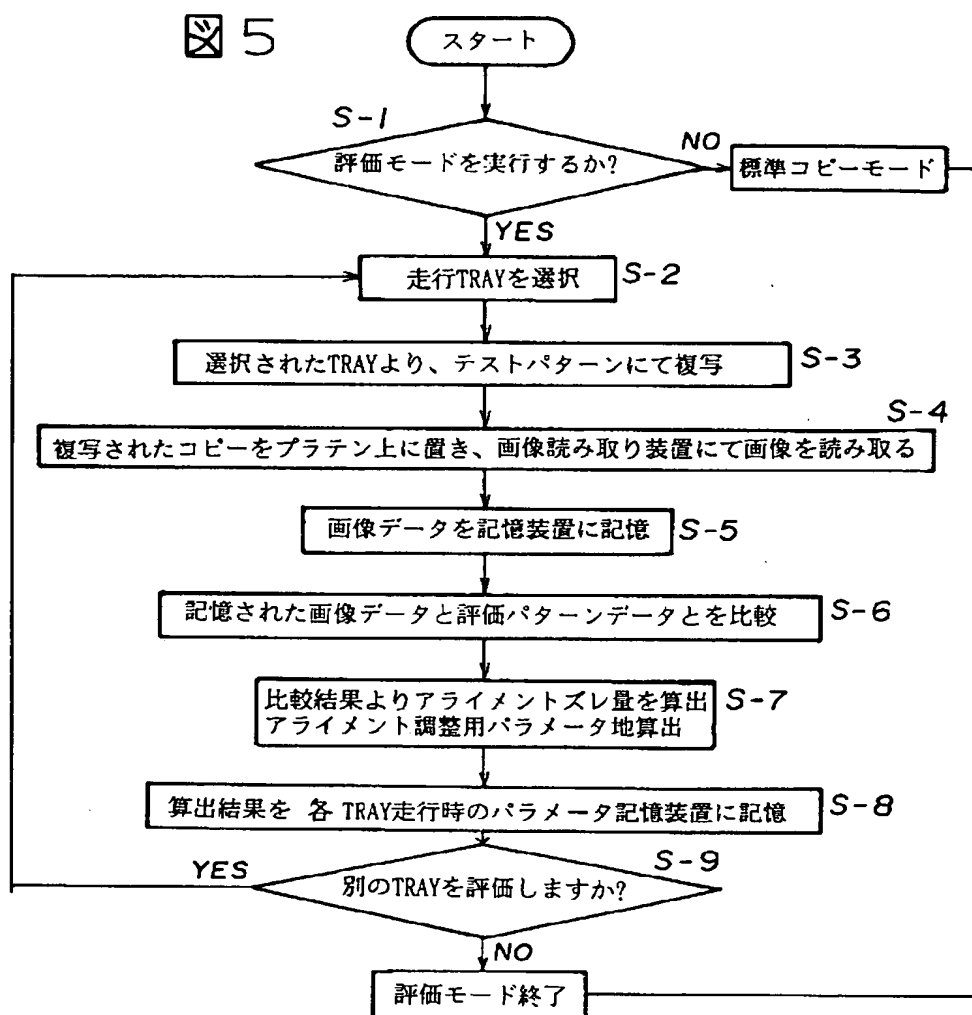 図5
スタート
S-1
評価モードを実行するか?
NO
標準コピーモード
YES
走行TRAYを選択
S-2
選択されたTRAYより、テストパターンにて複写
S-3
S-4
複写されたコピーをプラテン上に置き、画像読み取り装置にて画像を読み取る
画像データを記憶装置に記憶
S-5
記憶された画像データと評価パターンデータとを比較
S-6
比較結果よりアライメントズレ量を算出
アライメント調整用パラメータ地算出
S-7
算出結果を 各TRAY走行時のパラメータ記憶装置に記憶
S-8
S-9
YES
別のTRAYを評価しますか?
NO
評価モード終了